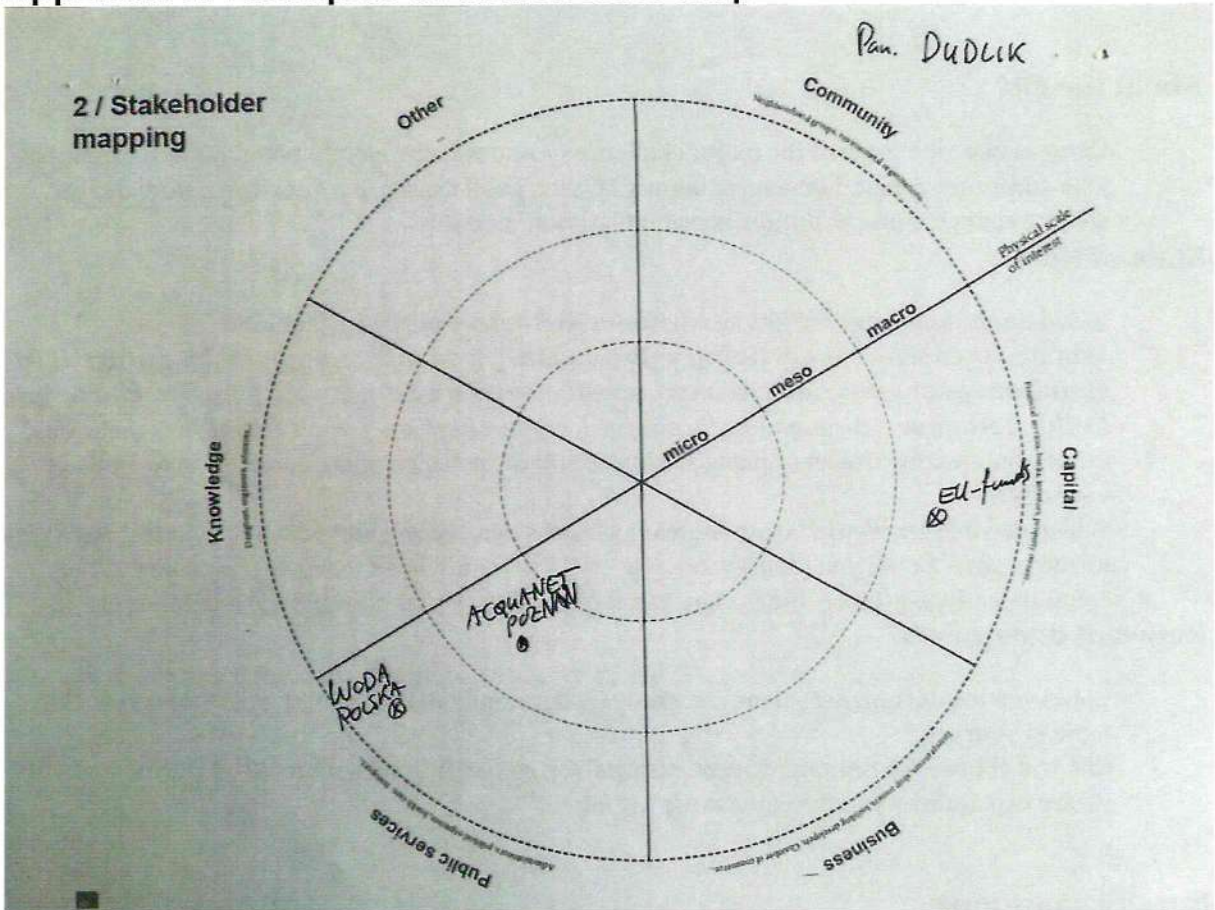 Pan. DUDLIK
2 / Stakeholder
mapping
Other
Community
Physical scale
of interest
macro
meso
micro
Knowledge
Capital
EU-funds
ACQUANET
POZNAŃ
WODA
POLSKA
Public services
Business